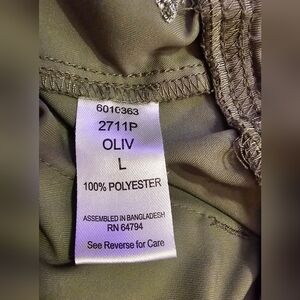 6010363
2711P
OLIV
L
100% POLYESTER
ASSEMBLED IN BANGLADESH
RN 64794
See Reverse for Care